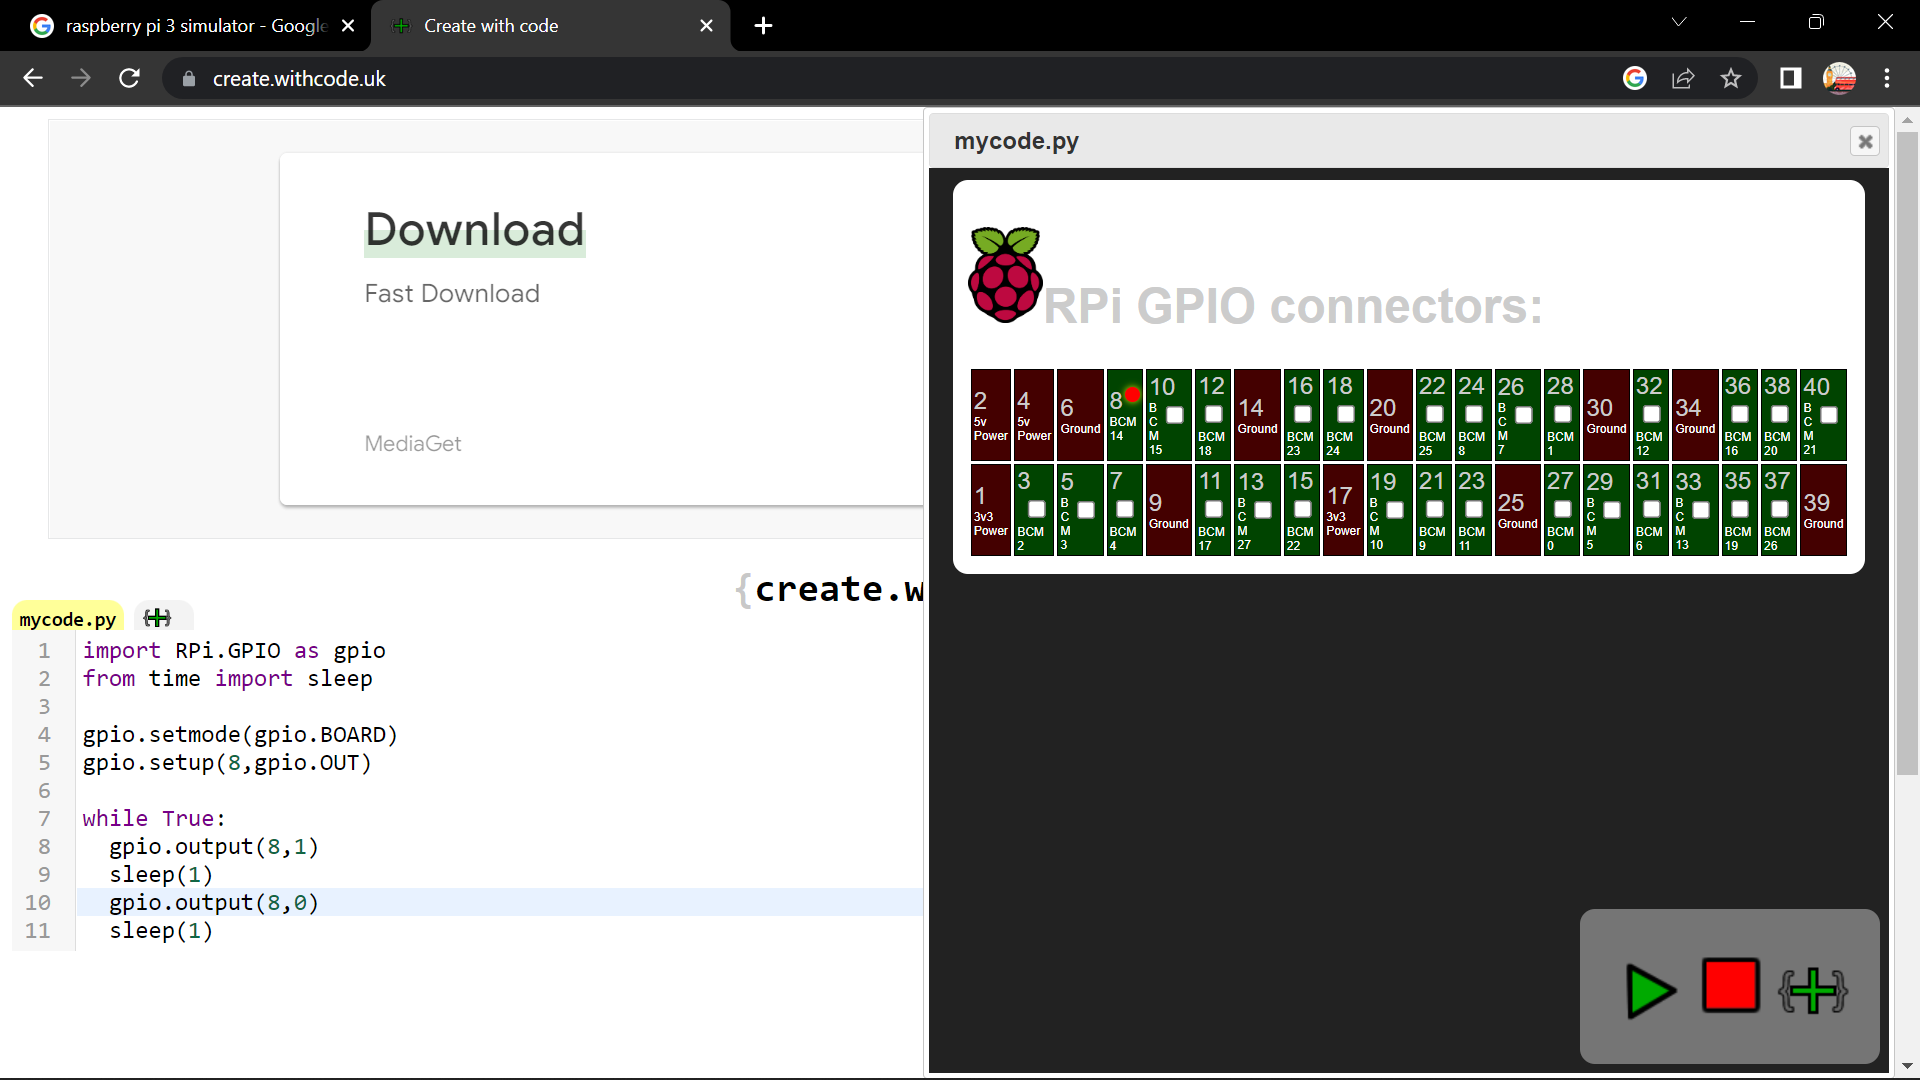 raspberry pi 3 simulator - Google
Create with code
create.withcode.uk
Download
Fast Download
MediaGet
{create.w
mycode.py
1 import RPi.GPIO as gpio
2 from time import sleep
3
4 gpio.setmode(gpio.BOARD)
5 gpio.setup(8,gpio.OUT)
6
7 while True:
8 gpio.output(8,1)
9 sleep(1)
10 gpio.output(8,0)
11 sleep(1)
mycode.py
RPi GPIO connectors:
2 5v Power
4 5v Power
6 Ground
8 BCM 14
10 BCM 15
12 BCM 18
14 Ground
16 BCM 23
18 BCM 24
20 Ground
22 BCM 25
24 BCM 8
26 BCM 7
28 BCM 1
30 Ground
32 BCM 12
34 Ground
36 BCM 16
38 BCM 20
40 BCM 21
1 3v3 Power
3 BCM 2
5 BCM 3
7 BCM 4
9 Ground
11 BCM 17
13 BCM 27
15 BCM 22
17 3v3 Power
19 BCM 10
21 BCM 9
23 BCM 11
25 Ground
27 BCM 0
29 BCM 5
31 BCM 6
33 BCM 13
35 BCM 19
37 BCM 26
39 Ground